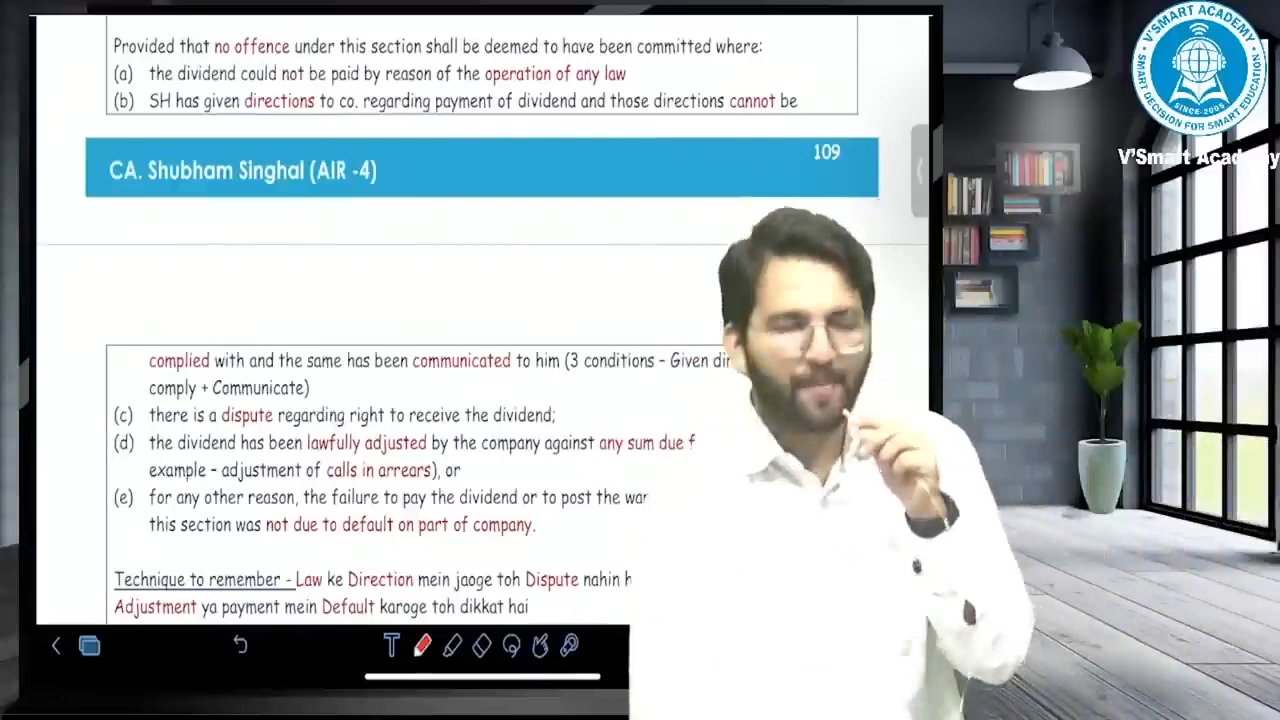 Provided that no offence under this section shall be deemed to have been committed where:
(a) the dividend could not be paid by reason of the operation of any law
(b) SH has given directions to co. regarding payment of dividend and those directions cannot be
109
CA. Shubham Singhal (AIR -4)
complied with and the same has been communicated to him (3 conditions - Given
comply + Communicate)
(c) there is a dispute regarding right to receive the dividend;
(d) the dividend has been lawfully adjusted by the company against any sum due
example - adjustment of calls in arrears), or
(e) for any other reason, the failure to pay the dividend or to post the
this section was not due to default on part of company.
Technique to remember - Law ke Direction mein jaoge toh Dispute nahin
Adjustment ya payment mein Default karoge toh dikkat hai
V'SMART ACADEMY
SINCE-2005
SMART DECISION FOR SMART EDUCATION
V'Smart Academy